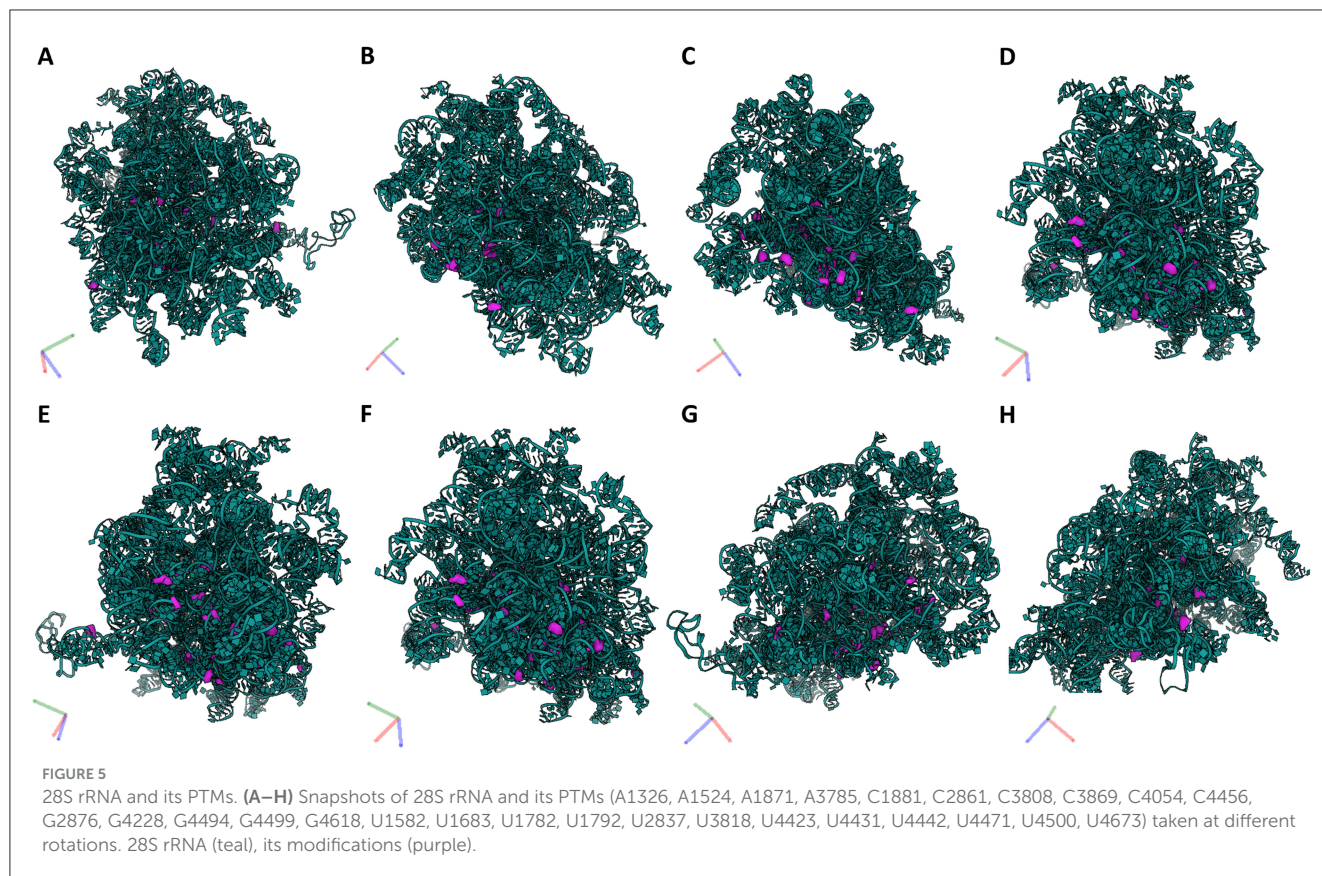 A
B
C
D
E
F
G
H
FIGURE 5
28S rRNA and its PTMs. (A–H) Snapshots of 28S rRNA and its PTMs (A1326, A1524, A1871, A3785, C1881, C2861, C3808, C3869, C4054, C4456,
G2876, G4228, G4494, G4499, G4618, U1582, U1683, U1782, U1792, U2837, U3818, U4423, U4431, U4442, U4471, U4500, U4673) taken at different
rotations. 28S rRNA (teal), its modifications (purple).